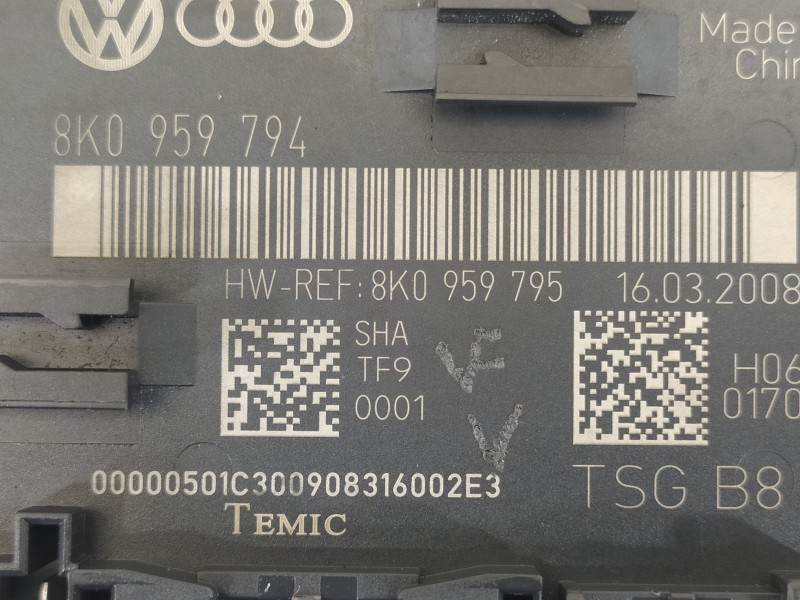 Made
8K0 959 794
HW-REF: 8K0 959 795 16.03.2008
SHA
TF9
0001
H06
0170
00000501C300908316002E3
TEMIC
TSG B8